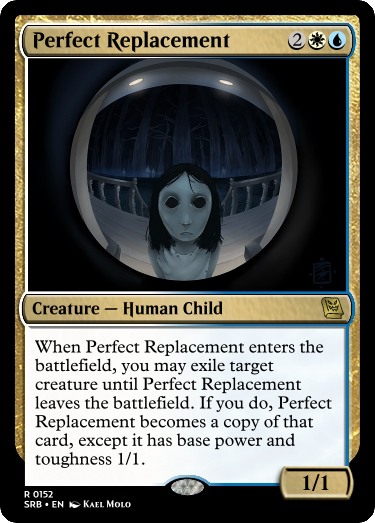 Perfect Replacement 2
Creature — Human Child
When Perfect Replacement enters the
battlefield, you may exile target
creature until Perfect Replacement
leaves the battlefield. If you do, Perfect
Replacement becomes a copy of that
card, except it has base power and
toughness 1/1.
1/1
R 0152
SRB • EN Kael Molo